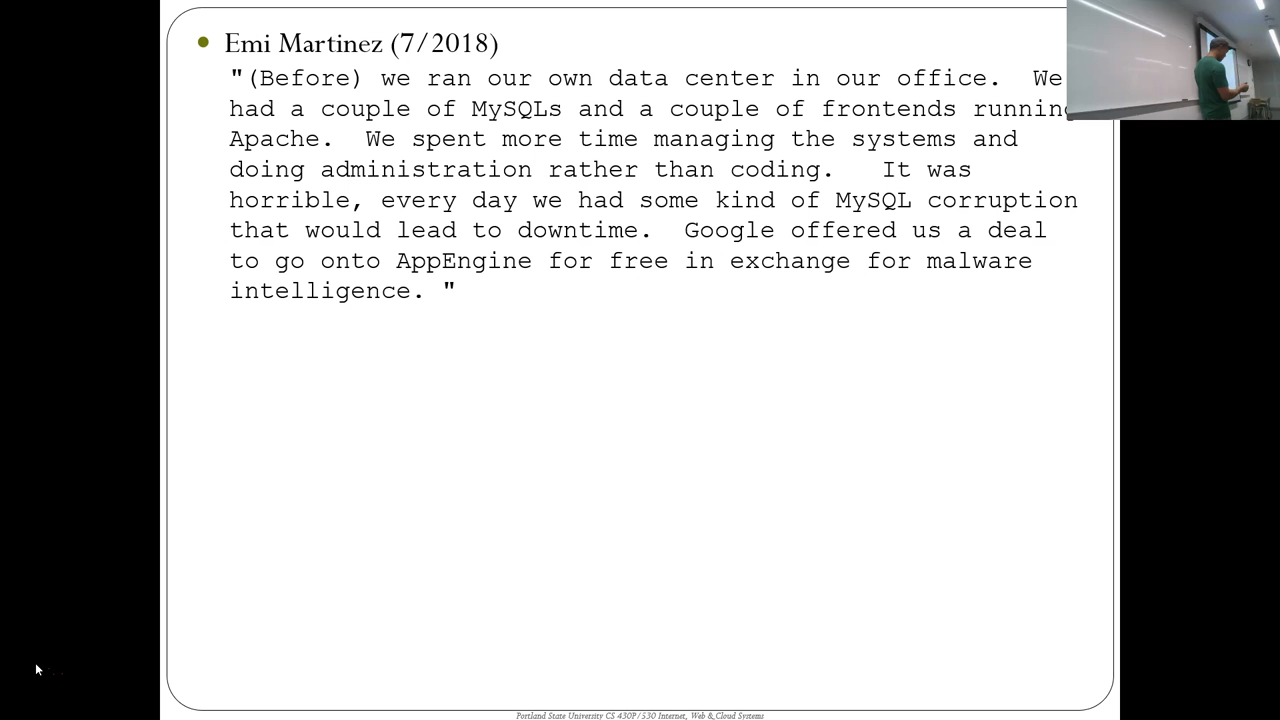 Emi Martinez (7/2018)
"(Before) we ran our own data center in our office. We
had a couple of MySQLs and a couple of frontends running
Apache. We spent more time managing the systems and
doing administration rather than coding. It was
horrible, every day we had some kind of MySQL corruption
that would lead to downtime. Google offered us a deal
to go onto AppEngine for free in exchange for malware
intelligence. "
Portland State University CS 430P/530 Internet, Web & Cloud Systems